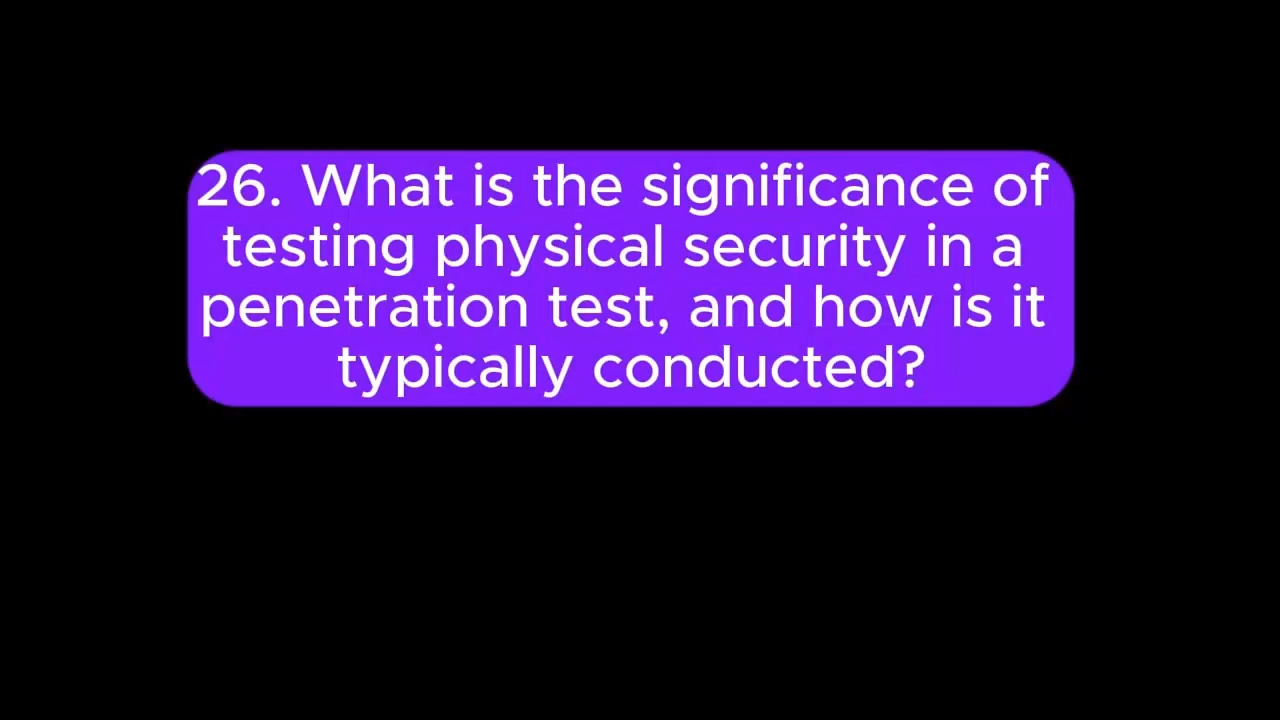 26. What is the significance of
testing physical security in a
penetration test, and how is it
typically conducted?